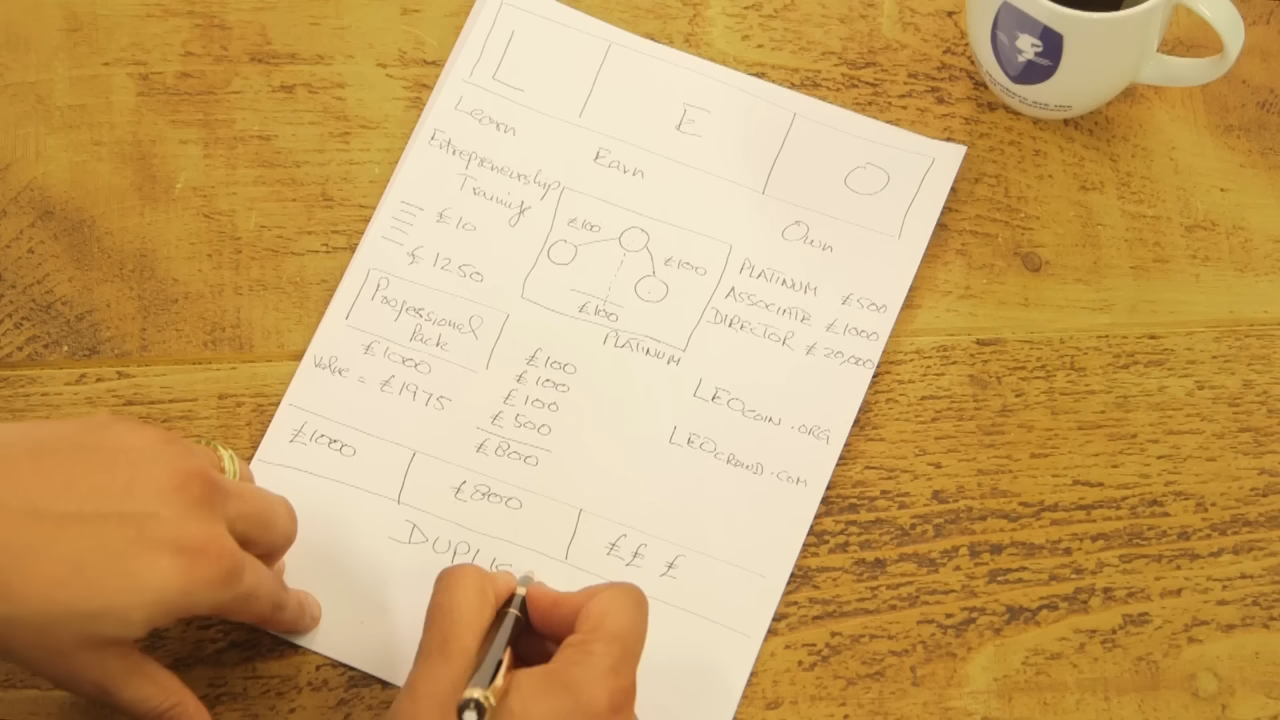 L
E
O
Learn
Entrepreneurship
Training
£10
£1250
Professional
Pack
£1000
Value = £1975
Earn
£100
£100
£100
PLATINUM
£100
£100
£100
£500
£800
Own
PLATINUM £500
ASSOCIATE £1000
DIRECTOR £20,000
LEOCOIN.ORG
LEOCROWD.COM
£1000
£800
£ £ £
DUPLIC